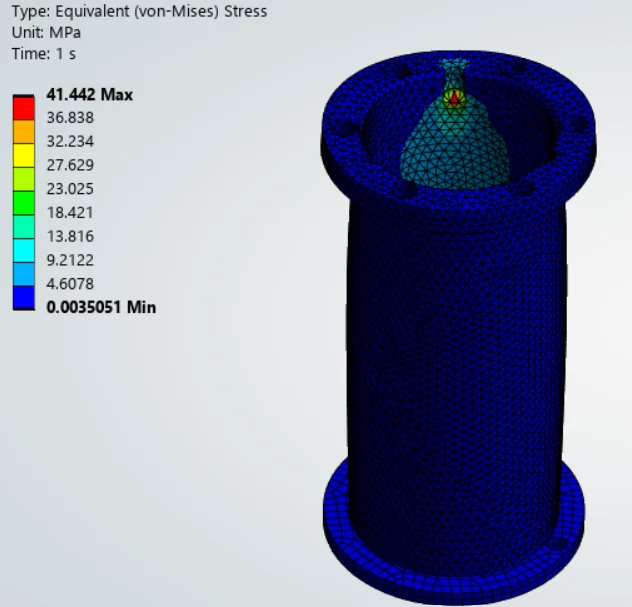 Type: Equivalent (von-Mises) Stress
Unit: MPa
Time: 1 s
41.442 Max
36.838
32.234
27.629
23.025
18.421
13.816
9.2122
4.6078
0.0035051 Min